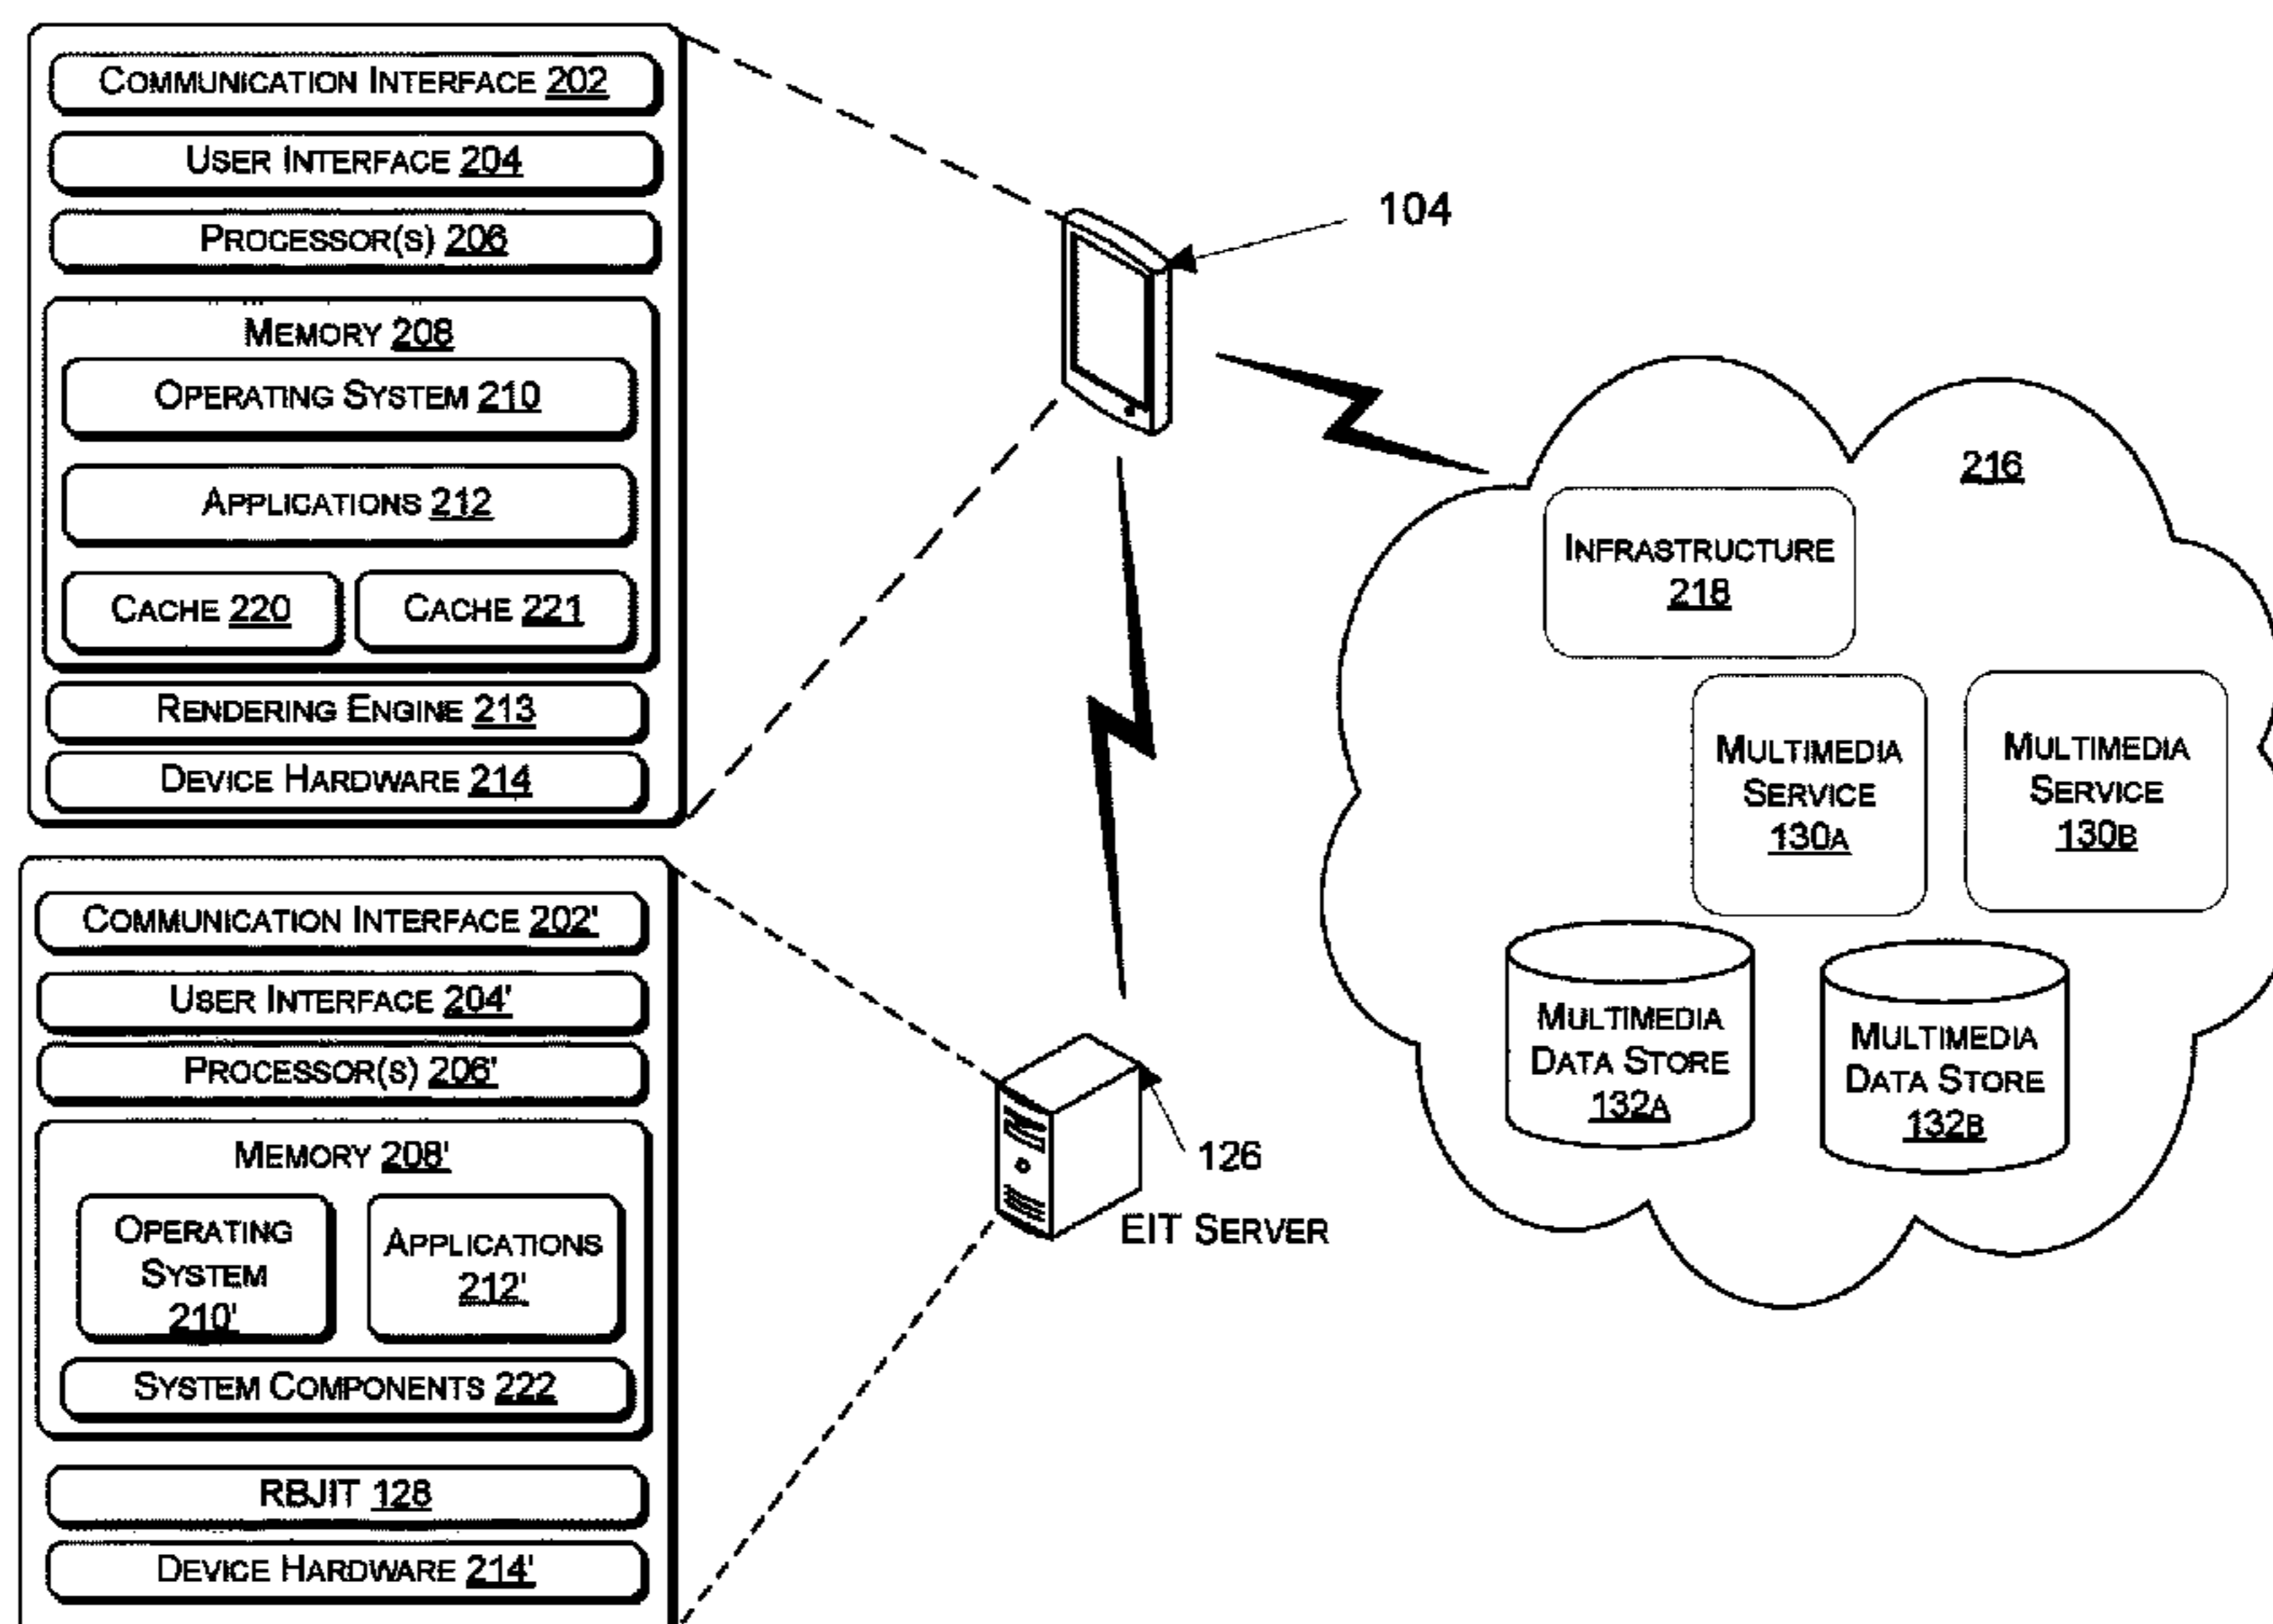 COMMUNICATION INTERFACE 202
USER INTERFACE 204
PROCESSOR(S) 206
MEMORY 208
OPERATING SYSTEM 210
APPLICATIONS 212
CACHE 220
CACHE 221
RENDERING ENGINE 213
DEVICE HARDWARE 214
104
216
INFRASTRUCTURE
218
MULTIMEDIA
SERVICE
130A
MULTIMEDIA
SERVICE
130B
MULTIMEDIA
DATA STORE
132A
MULTIMEDIA
DATA STORE
132B
COMMUNICATION INTERFACE 202'
USER INTERFACE 204'
PROCESSOR(S) 206'
MEMORY 208'
OPERATING
SYSTEM
210'
APPLICATIONS
212'
SYSTEM COMPONENTS 222
RBJIT 128
DEVICE HARDWARE 214'
126
EIT SERVER